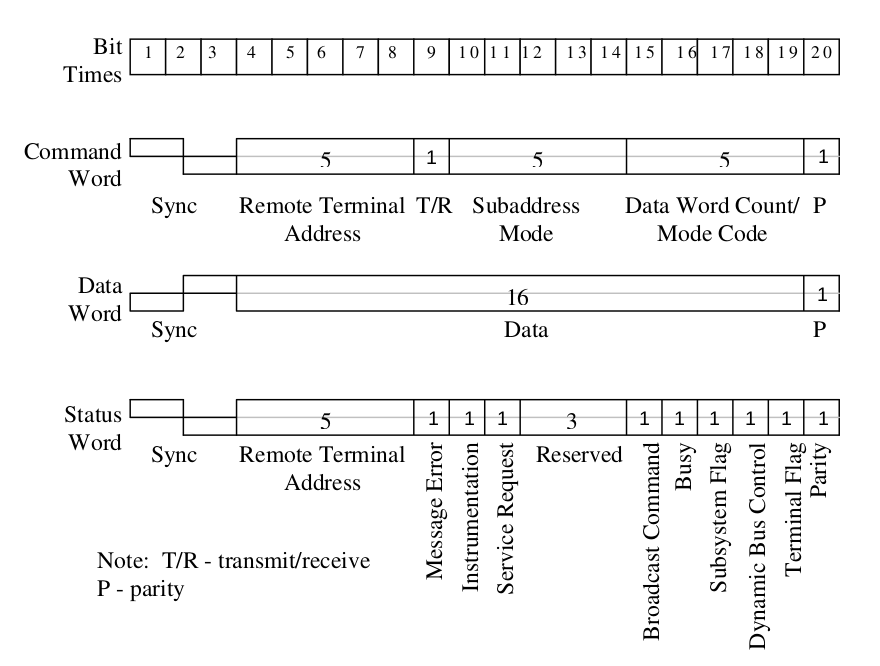 Bit Times 1 2 3 4 5 6 7 8 9 10 11 12 13 14 15 16 17 18 19 20
Command Word 5 1 5 5 1
Sync Remote Terminal Address T/R Subaddress Mode Data Word Count/ Mode Code P
Data Word 16 1
Sync Data P
Status Word 5 1 1 1 3 1 1 1 1 1 1
Sync Remote Terminal Address Message Error Instrumentation Service Request Reserved Broadcast Command Busy Subsystem Flag Dynamic Bus Control Terminal Flag Parity
Note: T/R - transmit/receive
P - parity